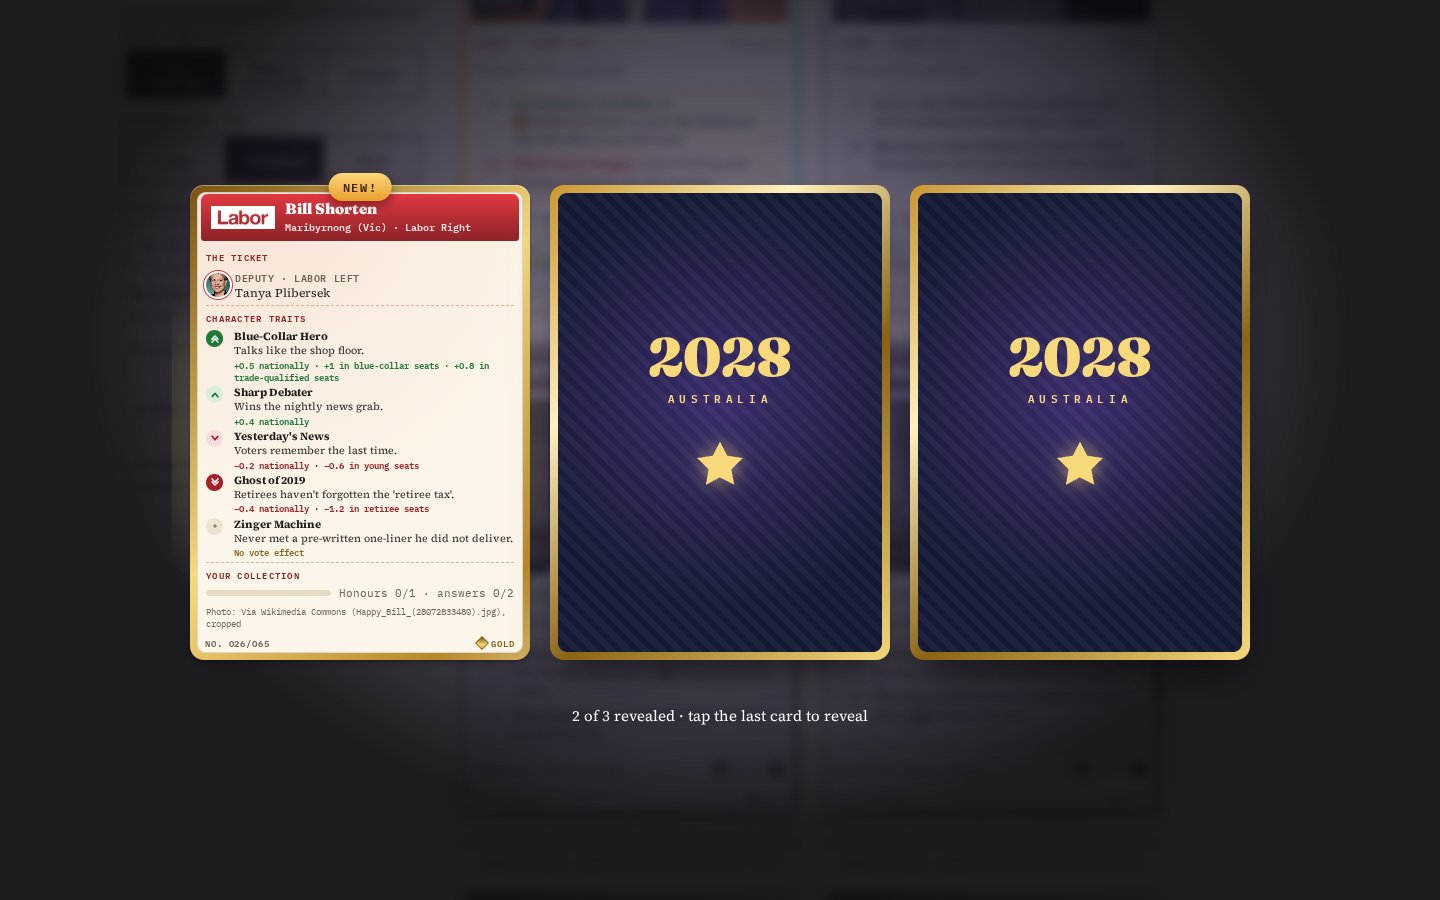 NEW!
Labor
Bill Shorten
Maribyrnong (Vic) · Labor Right
THE TICKET
DEPUTY · LABOR LEFT
Tanya Plibersek
CHARACTER TRAITS
Blue-Collar Hero
Talks like the shop floor.
+0.5 nationally · +1 in blue-collar seats · +0.8 in
trade-qualified seats
Sharp Debater
Wins the nightly news grab.
+0.4 nationally
Yesterday's News
Voters remember the last time.
−0.2 nationally · −0.6 in young seats
Ghost of 2019
Retirees haven't forgotten the 'retiree tax'.
−0.4 nationally · −1.2 in retiree seats
Zinger Machine
Never met a pre-written one-liner he did not deliver.
No vote effect
YOUR COLLECTION
Honours 0/1 · answers 0/2
Photo: Via Wikimedia Commons (Happy_Bill_(28072833480).jpg),
cropped
NO. 026/065
GOLD
2028
AUSTRALIA
2028
AUSTRALIA
2 of 3 revealed · tap the last card to reveal